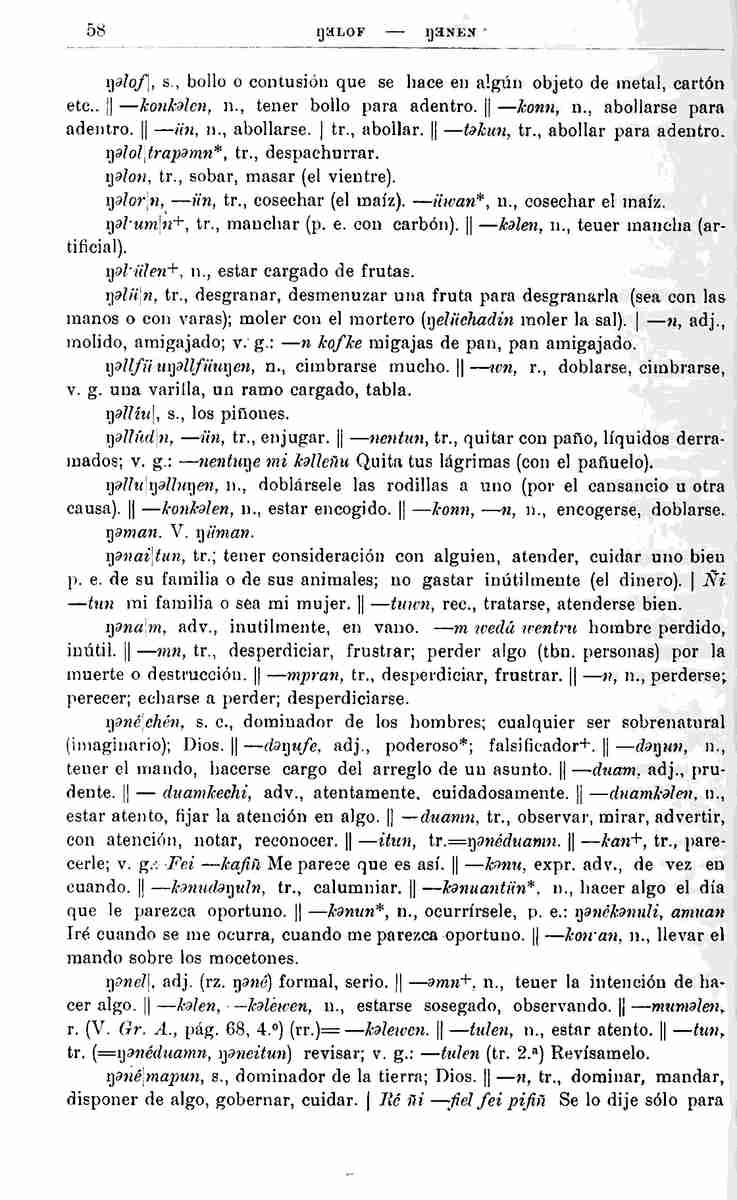 58 ŊƎLOF — ŊƎNEN
ŋəlof|, s., bollo o contusión que se hace en algún objeto de metal, cartón
etc.. || —konkəlen, n., tener bollo para adentro. || —konn, n., abollarse para
adentro. || —ün, n., abollarse. | tr., abollar. || —təkun, tr., abollar para adentro.
ŋəlol|trapəmn*, tr., despachurrar.
ŋəlon, tr., sobar, masar (el vientre).
ŋəlor|n, —ün, tr., cosechar (el maíz). —üwan*, n., cosechar el maíz.
ŋəl·um|n+, tr., manchar (p. e. con carbón). || —kəlen, n., tener mancha (ar-
tificial).
ŋəl·ülen+, n., estar cargado de frutas.
ŋəlü|n, tr., desgranar, desmenuzar una fruta para desgranarla (sea con las
manos o con varas); moler con el mortero (ŋelüchadin moler la sal). | —n, adj.,
molido, amigajado; v. g.: —n kofke migajas de pan, pan amigajado.
ŋəllfü uŋəllfüuŋen, n., cimbrarse mucho. || —wn, r., doblarse, cimbrarse,
v. g. una varilla, un ramo cargado, tabla.
ŋəllíu|, s., los piñones.
ŋəllúd|n, —ün, tr., enjugar. || —nentun, tr., quitar con paño, líquidos derra-
mados; v. g.: —nentuŋe mi kəlleñu Quita tus lágrimas (con el pañuelo).
ŋəllu|ŋəlluŋen, n., doblársele las rodillas a uno (por el cansancio u otra
causa). || —konkəlen, n., estar encogido. || —konn, —n, n., encogerse, doblarse.
ŋəman. V. ŋüman.
ŋənai|tun, tr.; tener consideración con alguien, atender, cuidar uno bien
p. e. de su familia o de sus animales; no gastar inútilmente (el dinero). | Ñi
—tun mi familia o sea mi mujer. || —tuwn, rec., tratarse, atenderse bien.
ŋəna|m, adv., inutilmente, en vano. —m wedá wentru hombre perdido,
inútil. || —mn, tr., desperdiciar, frustrar; perder algo (tbn. personas) por la
muerte o destrucción. || —mpran, tr., desperdiciar, frustrar. || —n, n., perderse;
perecer; echarse a perder; desperdiciarse.
ŋəné|chén, s. c., dominador de los hombres; cualquier ser sobrenatural
(imaginario); Dios. || —dəŋufe, adj., poderoso*; falsificador+. || —dəŋun, n.,
tener el mando, hacerse cargo del arreglo de un asunto. || —duam, adj., pru-
dente. || — duamkechi, adv., atentamente, cuidadosamente. || —duamkəlen, n.,
estar atento, fijar la atención en algo. || —duamn, tr., observar, mirar, advertir,
con atención, notar, reconocer. || —itun, tr.=ŋənéduamn. || —kan+, tr., pare-
cerle; v. g.: Fei —kafiñ Me parece que es así. || —kənu, expr. adv., de vez en
cuando. || —kənudəŋuln, tr., calumniar. || —kənuantün*, n., hacer algo el día
que le parezca oportuno. || —kənun*, n., ocurrírsele, p. e.: ŋənékənuli, amuan
Iré cuando se me ocurra, cuando me parezca oportuno. || —kon·an, n., llevar el
mando sobre los mocetones.
ŋənel|, adj. (rz. ŋəné) formal, serio. || —əmn+, n., tener la intención de ha-
cer algo. || —kəlen, —kəléwen, n., estarse sosegado, observando. || —muməlen,
r. (V. Gr. A., pág. 68, 4.º) (rr.)= —kəlewen. || —tulen, n., estar atento. || —tun,
tr. (=ŋənéduamn, ŋəneitun) revisar; v. g.: —tulen (tr. 2.ª) Revísamelo.
ŋəné|mapun, s., dominador de la tierra; Dios. || —n, tr., dominar, mandar,
disponer de algo, gobernar, cuidar. | Ré ñi —fiel fei pifiñ Se lo dije sólo para